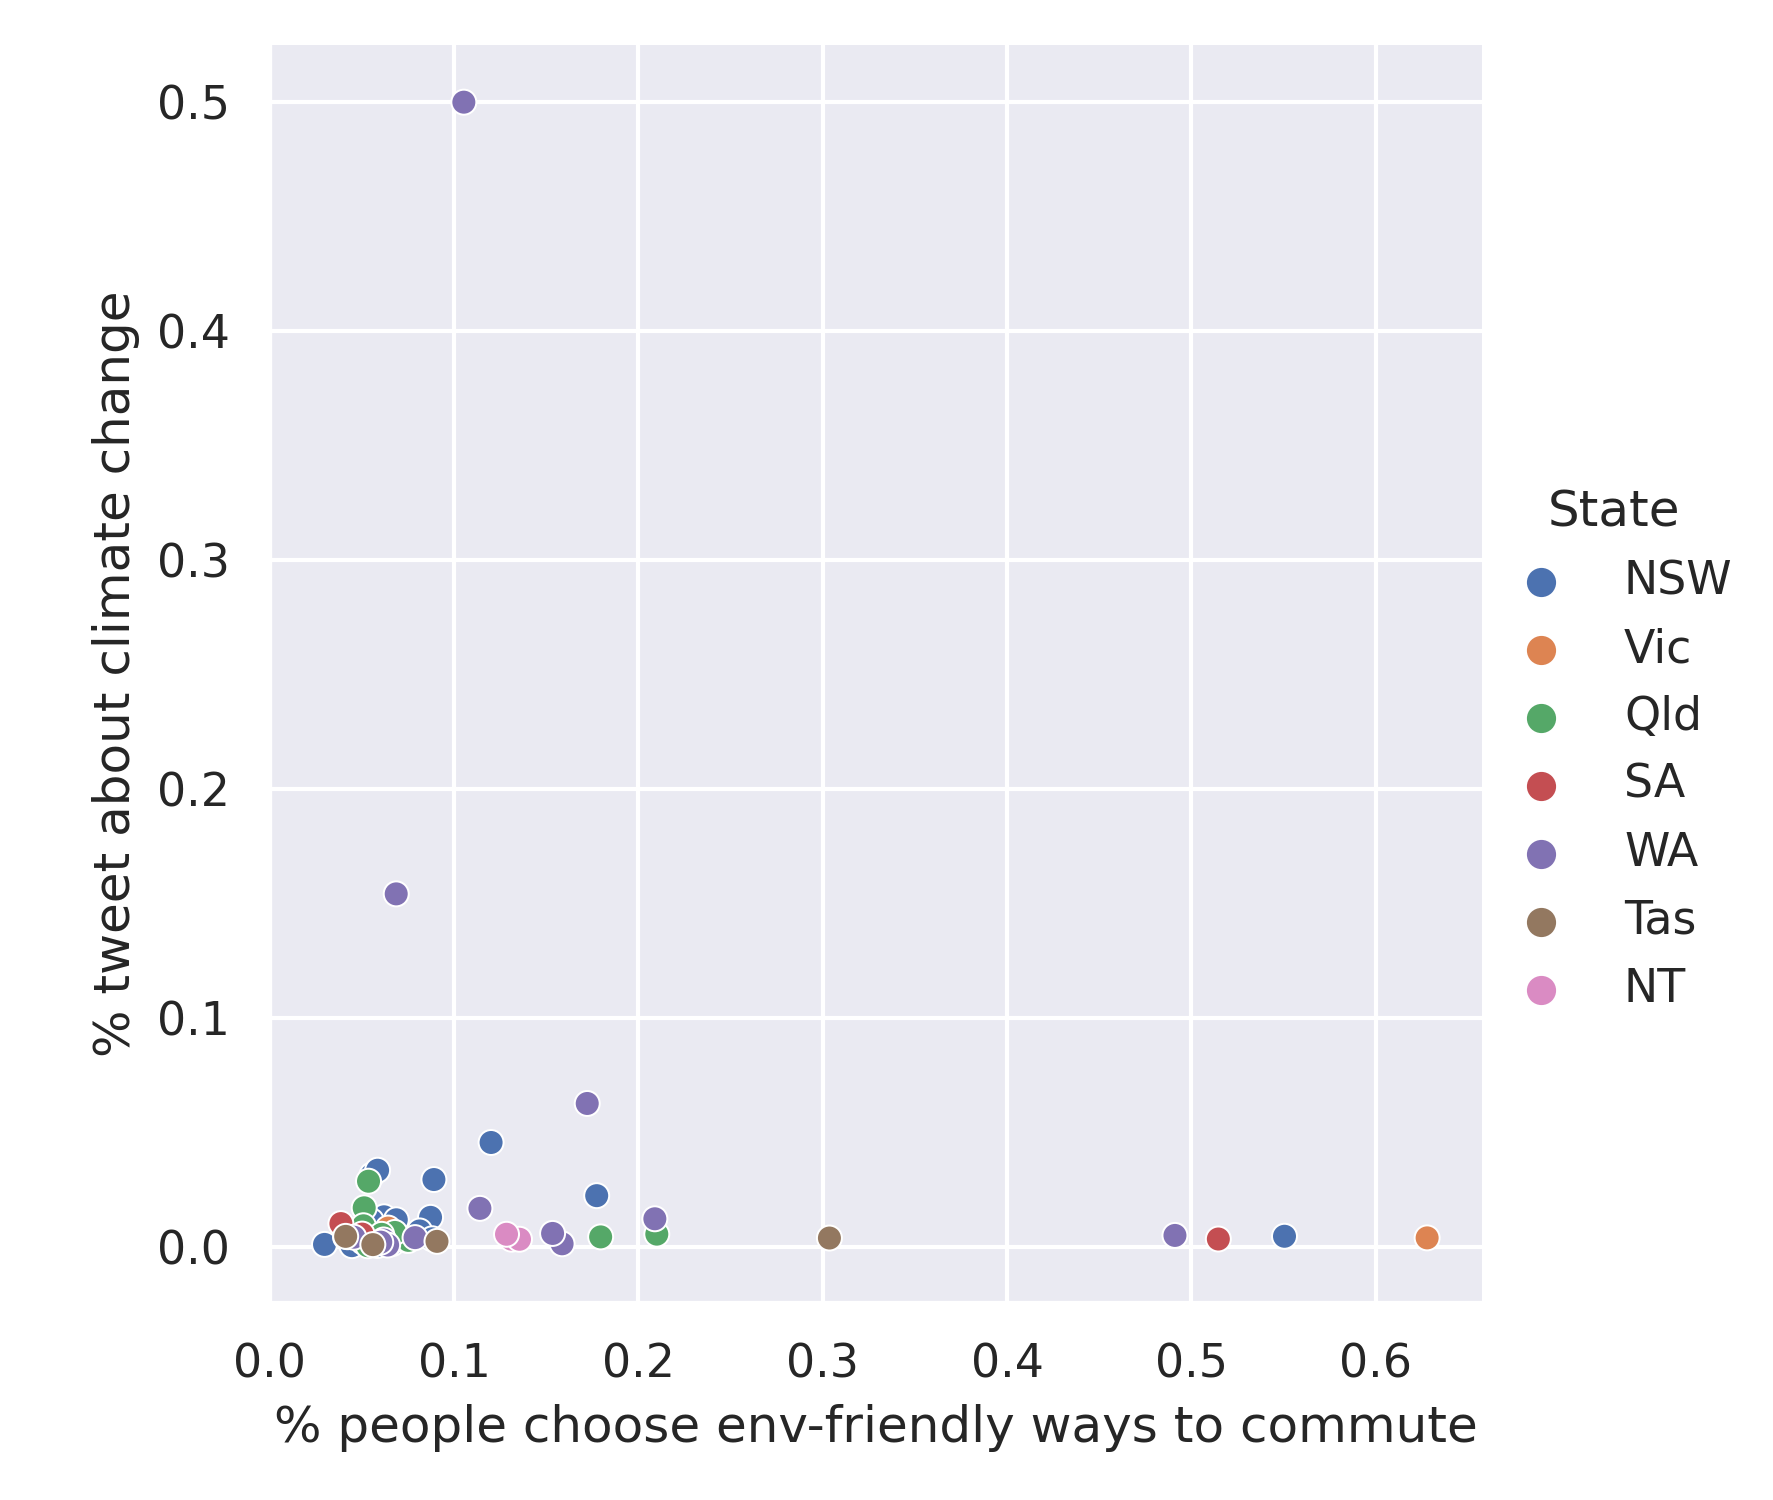 0.5
0.4
0.3
0.2
0.1
0.0
% tweet about climate change
0.0 0.1 0.2 0.3 0.4 0.5 0.6
% people choose env-friendly ways to commute
State
NSW
Vic
Qld
SA
WA
Tas
NT